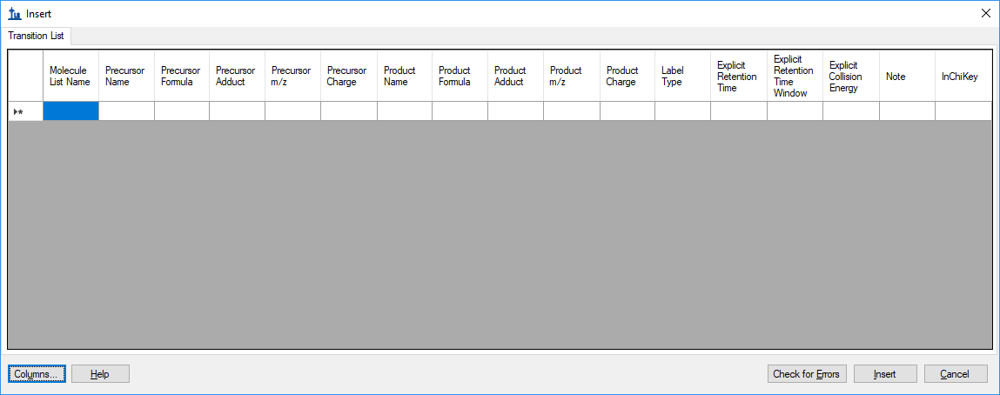 Insert
Transition List
Molecule
List Name
Precursor
Name
Precursor
Formula
Precursor
Adduct
Precursor
m/z
Precursor
Charge
Product
Name
Product
Formula
Product
Adduct
Product
m/z
Product
Charge
Label
Type
Explicit
Retention
Time
Explicit
Retention
Time
Window
Explicit
Collision
Energy
Note
InChiKey
Columns...
Help
Check for Errors
Insert
Cancel